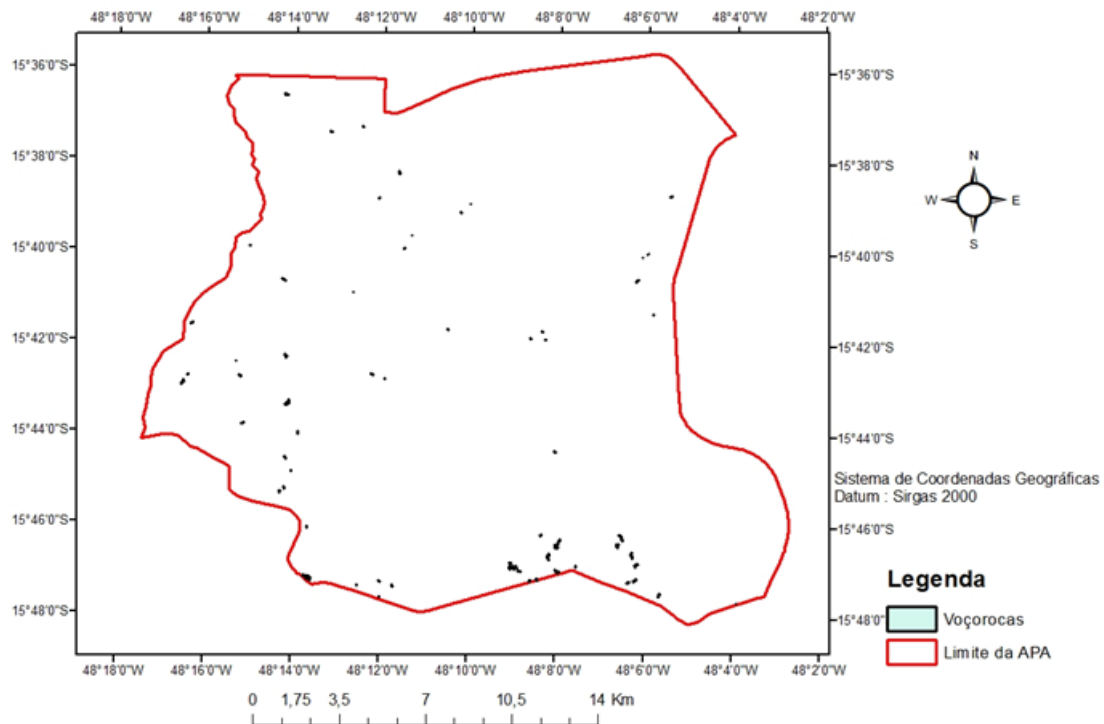 48°18'0"W 48°16'0"W 48°14'0"W 48°12'0"W 48°10'0"W 48°8'0"W 48°6'0"W 48°4'0"W 48°2'0"W
15°36'0"S 15°36'0"S
15°38'0"S 15°38'0"S
N
W E
S
15°40'0"S 15°40'0"S
15°42'0"S 15°42'0"S
15°44'0"S 15°44'0"S
Sistema de Coordenadas Geográficas
Datum : Sirgas 2000
15°46'0"S 15°46'0"S
Legenda
15°48'0"S 15°48'0"S
Voçorocas
Limite da APA
48°18'0"W 48°16'0"W 48°14'0"W 48°12'0"W 48°10'0"W 48°8'0"W 48°6'0"W 48°4'0"W 48°2'0"W
0 1,75 3,5 7 10,5 14 Km